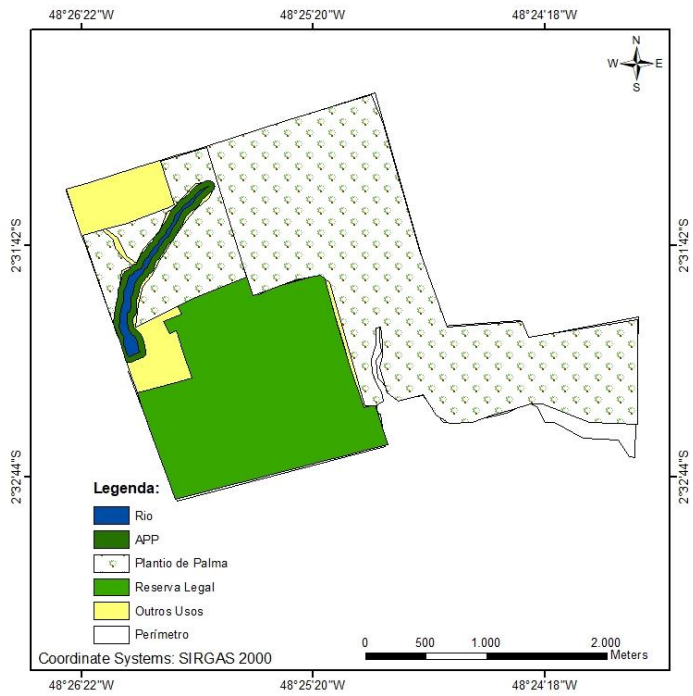 48°26'22"W 48°25'20"W 48°24'18"W
N
W E
S
2°31'42"S 2°31'42"S
2°32'44"S 2°32'44"S
Legenda:
Rio
APP
Plantio de Palma
Reserva Legal
Outros Usos
Perímetro
Coordinate Systems: SIRGAS 2000
0 500 1.000 2.000
Meters
48°26'22"W 48°25'20"W 48°24'18"W